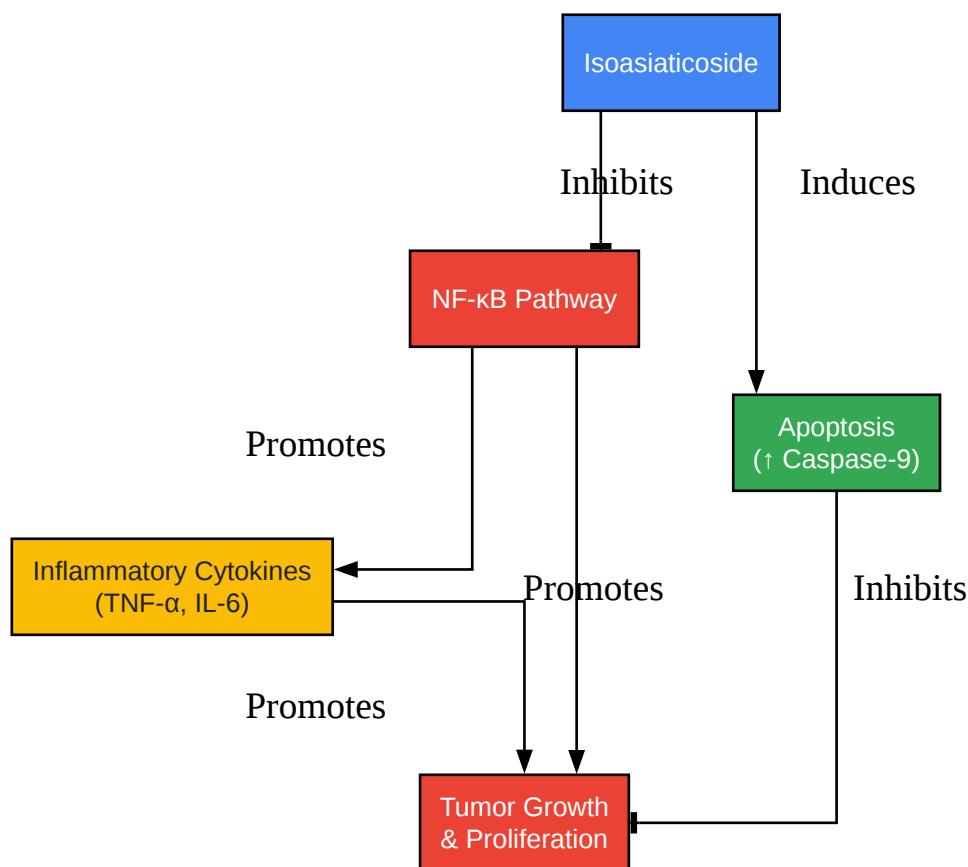 Isoasiaticoside
Inhibits
Induces
NF-κB Pathway
Promotes
Apoptosis
(↑ Caspase-9)
Inflammatory Cytokines
(TNF-α, IL-6)
Promotes
Inhibits
Promotes
Tumor Growth
& Proliferation